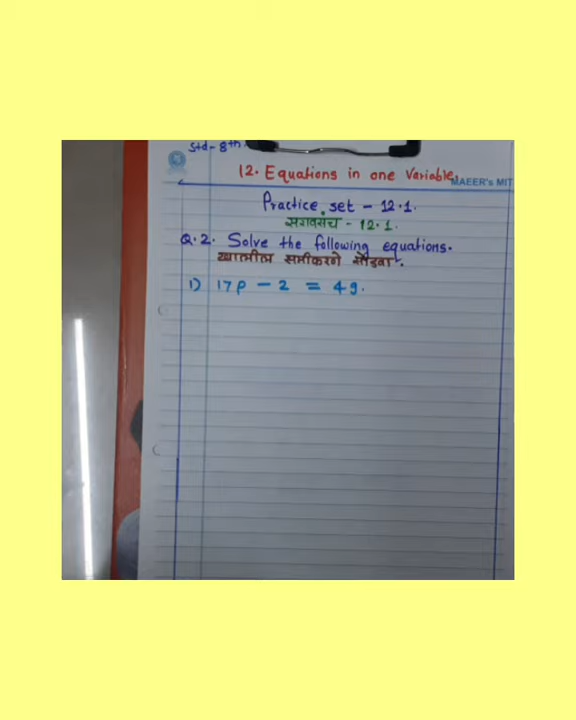 Std - 8th
12. Equations in one Variable.
MAEER's MIT
Practice set - 12.1.
सरावसंच - 12.1.
Q.2. Solve the following equations.
खालील समीकरणे सोडवा.
1) 17p - 2 = 49.